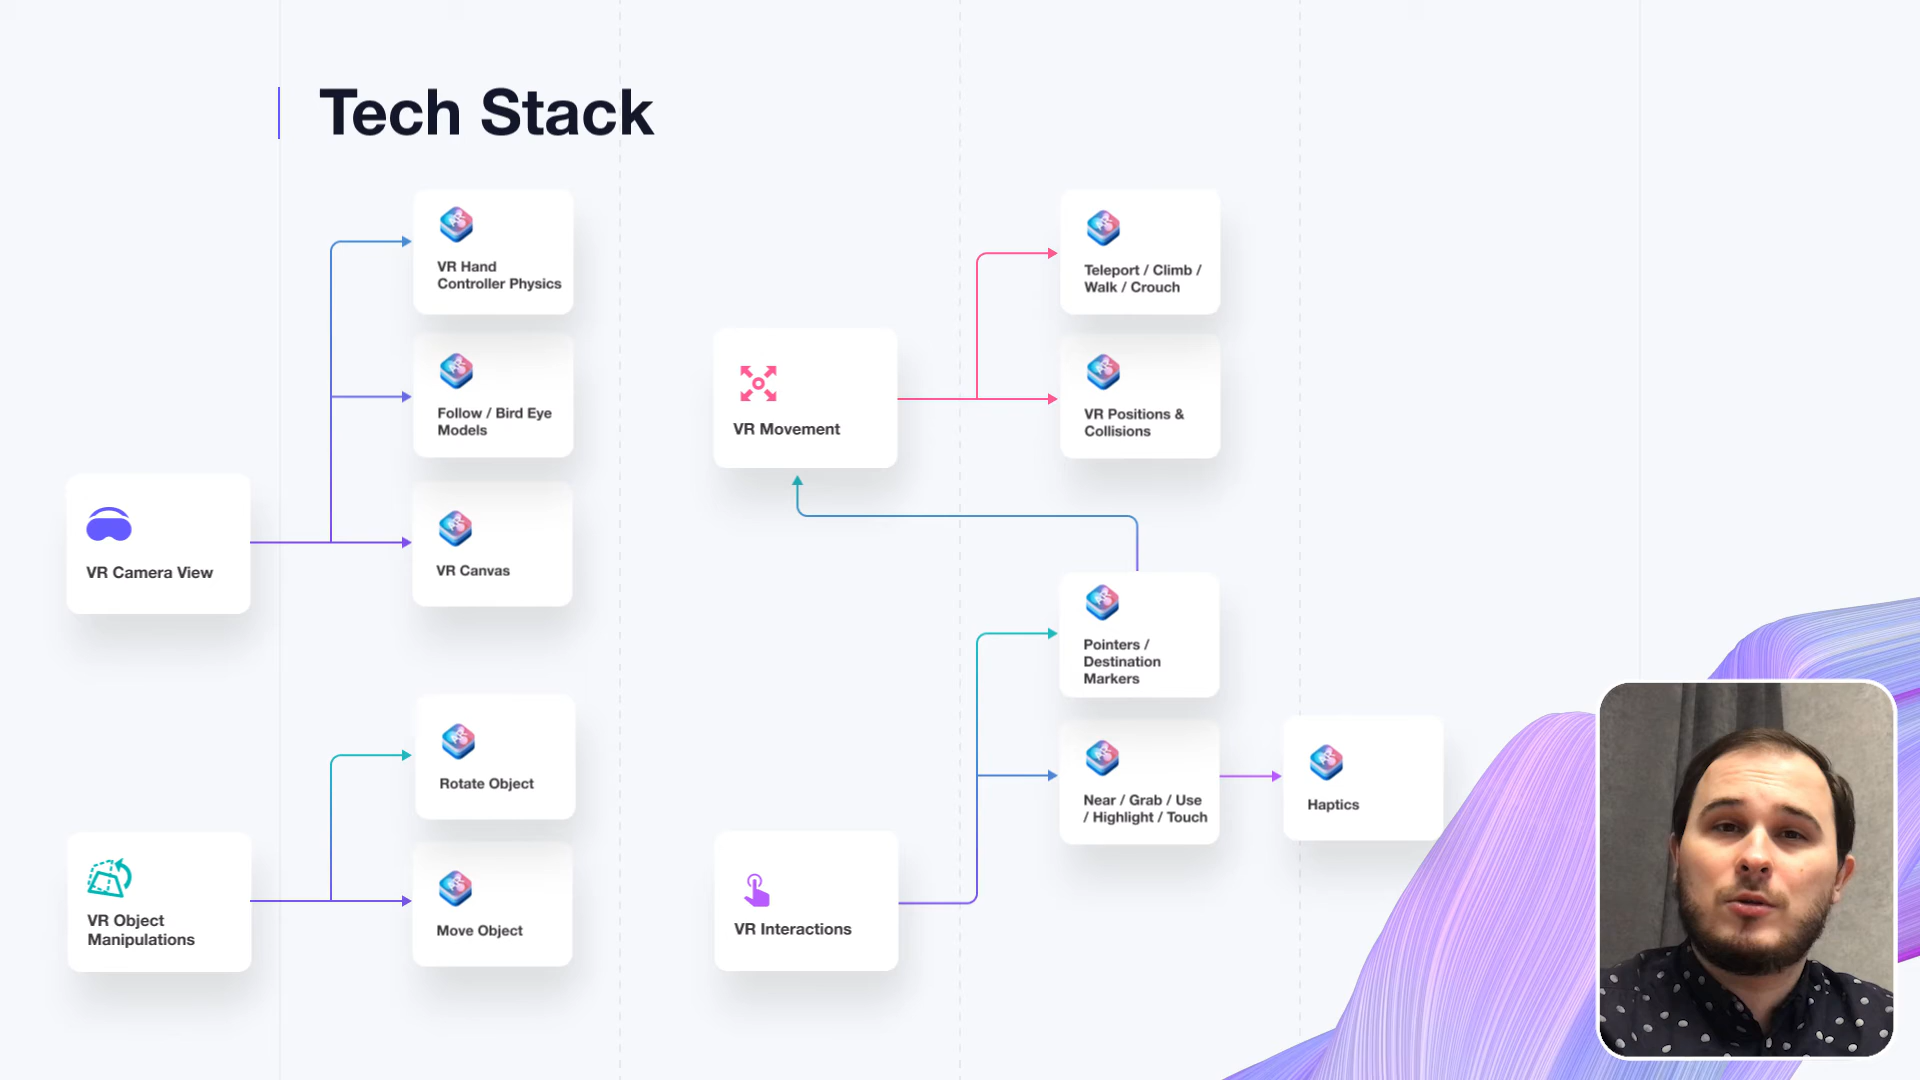 Tech Stack
VR Hand
Controller Physics
Follow / Bird Eye
Models
VR Camera View
VR Canvas
Rotate Object
VR Object
Manipulations
Move Object
Teleport / Climb /
Walk / Crouch
VR Movement
VR Positions &
Collisions
Pointers /
Destination
Markers
Near / Grab / Use
/ Highlight / Touch
Haptics
VR Interactions